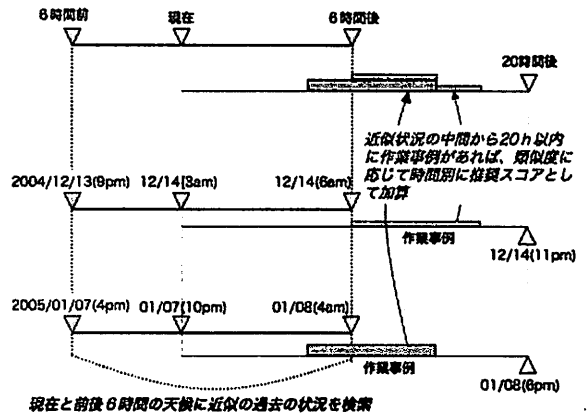 6時間前
現在
6時間後
20時間後
近似状況の中間から20h以内
に作業事例があれば、類似度に
応じて時間別に推奨スコアとし
て加算
2004/12/13(9pm)
12/14(3am)
12/14(6am)
作業事例
12/14(11pm)
2005/01/07(4pm)
01/07(10pm)
01/08(4am)
作業事例
01/08(6pm)
現在と前後6時間の天候に近似の過去の状況を検索